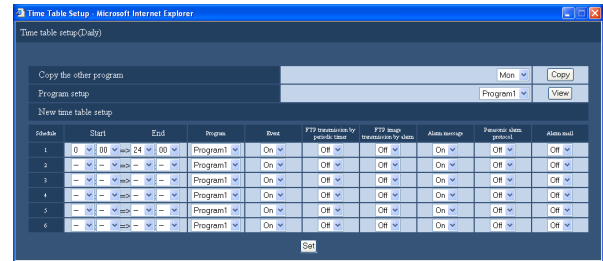 Time Table Setup - Microsoft Internet Explorer
Time table setup(Daily)
Copy the other program Mon Copy
Program setup Program1 View
New time table setup
Schedule Start End Program Event FTP transmission by periodic timer FTP image transmission by alarm Alarm message Panasonic alarm protocol Alarm mail
1 0 : 00 => 24 : 00 Program1 On Off Off On Off Off
2 -- : -- => -- : -- Program1 On Off Off On Off Off
3 -- : -- => -- : -- Program1 On Off Off On Off Off
4 -- : -- => -- : -- Program1 On Off Off On Off Off
5 -- : -- => -- : -- Program1 On Off Off On Off Off
6 -- : -- => -- : -- Program1 On Off Off On Off Off
Set